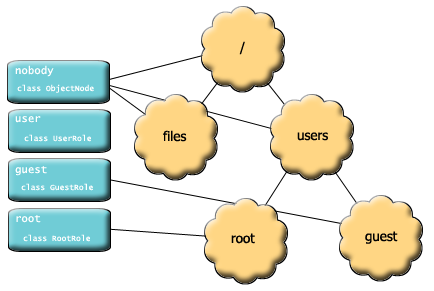 nobody
class ObjectNode
user
class UserRole
guest
class GuestRole
root
class RootRole
/
files
users
root
guest